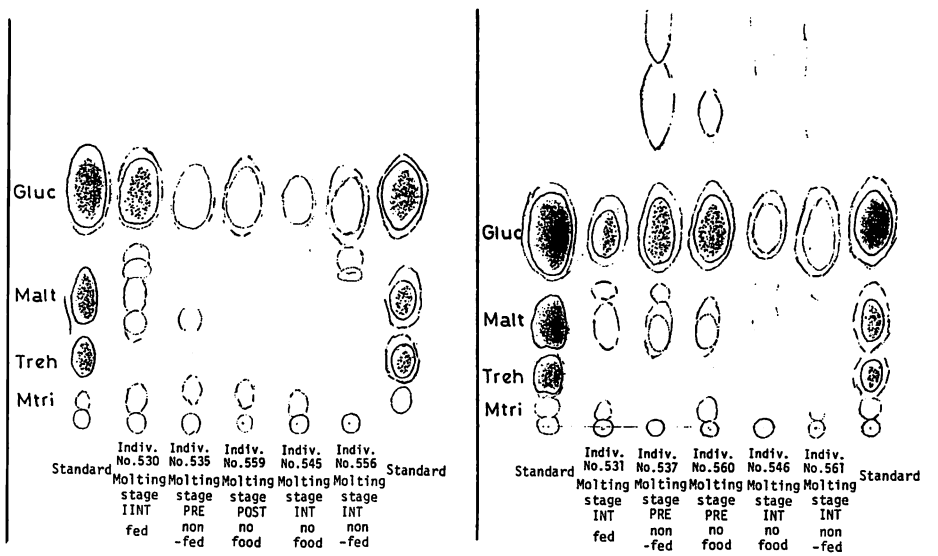 Gluc
Malt
Treh
Mtri
Standard
Indiv.
No.530
Molting
stage
IINT
fed
Indiv.
No.535
Molting
stage
PRE
non
-fed
Indiv.
No.559
Molting
stage
POST
no
food
Indiv.
No.545
Molting
stage
INT
no
food
Indiv.
No.556
Molting
stage
INT
non
-fed
Standard
Gluc
Malt
Treh
Mtri
Standard
Indiv.
No.531
Molting
stage
INT
fed
Indiv.
No.537
Molting
stage
PRE
non
-fed
Indiv.
No.560
Molting
stage
PRE
no
food
Indiv.
No.546
Molting
stage
INT
no
food
Indiv.
No.561
Molting
stage
INT
non
-fed
Standard